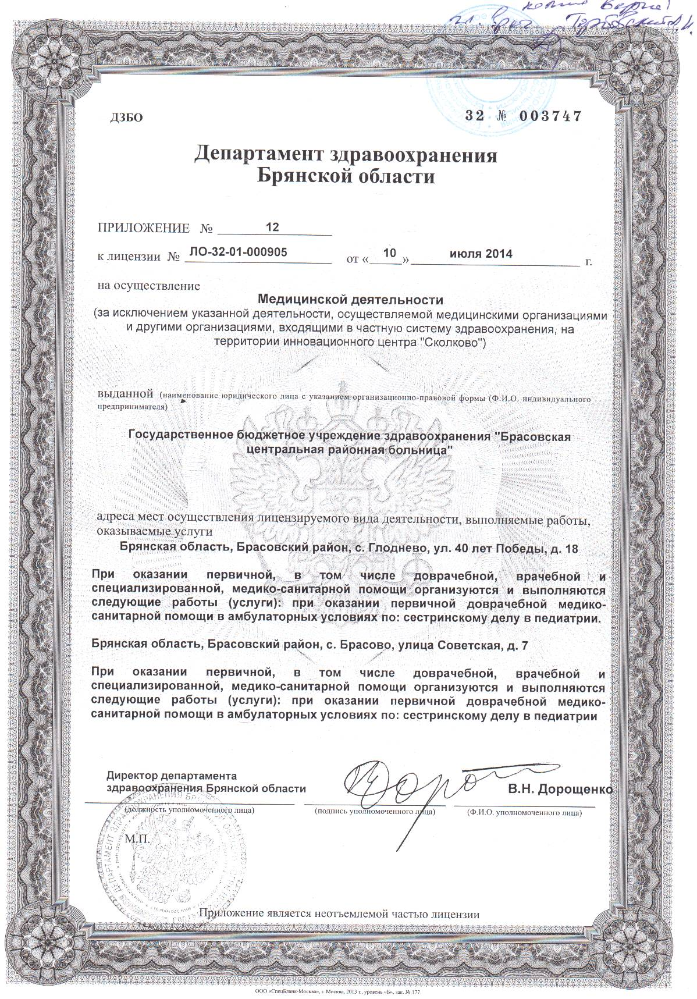 копия верна!
гл. врач
ДЗБО
32 № 003747
Департамент здравоохранения
Брянской области
ПРИЛОЖЕНИЕ № 12
к лицензии № ЛО-32-01-000905 от « 10 » июля 2014 г.
на осуществление
Медицинской деятельности
(за исключением указанной деятельности, осуществляемой медицинскими организациями
и другими организациями, входящими в частную систему здравоохранения, на
территории инновационного центра "Сколково")
выданной (наименование юридического лица с указанием организационно-правовой формы (Ф.И.О. индивидуального
предпринимателя)
Государственное бюджетное учреждение здравоохранения "Брасовская
центральная районная больница"
адреса мест осуществления лицензируемого вида деятельности, выполняемые работы,
оказываемые услуги
Брянская область, Брасовский район, с. Глоднево, ул. 40 лет Победы, д. 18
При оказании первичной, в том числе доврачебной, врачебной и
специализированной, медико-санитарной помощи организуются и выполняются
следующие работы (услуги): при оказании первичной доврачебной медико-
санитарной помощи в амбулаторных условиях по: сестринскому делу в педиатрии.
Брянская область, Брасовский район, с. Брасово, улица Советская, д. 7
При оказании первичной, в том числе доврачебной, врачебной и
специализированной, медико-санитарной помощи организуются и выполняются
следующие работы (услуги): при оказании первичной доврачебной медико-
санитарной помощи в амбулаторных условиях по: сестринскому делу в педиатрии
Директор департамента
здравоохранения Брянской области
В.Н. Дорощенко
(должность уполномоченного лица) (подпись уполномоченного лица) (Ф.И.О. уполномоченного лица)
М.П.
ДЕПАРТАМЕНТ ЗДРАВООХРАНЕНИЯ БРЯНСКОЙ ОБЛАСТИ
Приложение является неотъемлемой частью лицензии
ООО «СпецБланк-Москва», г. Москва, 2013 г., уровень «Б», зак. № 177.